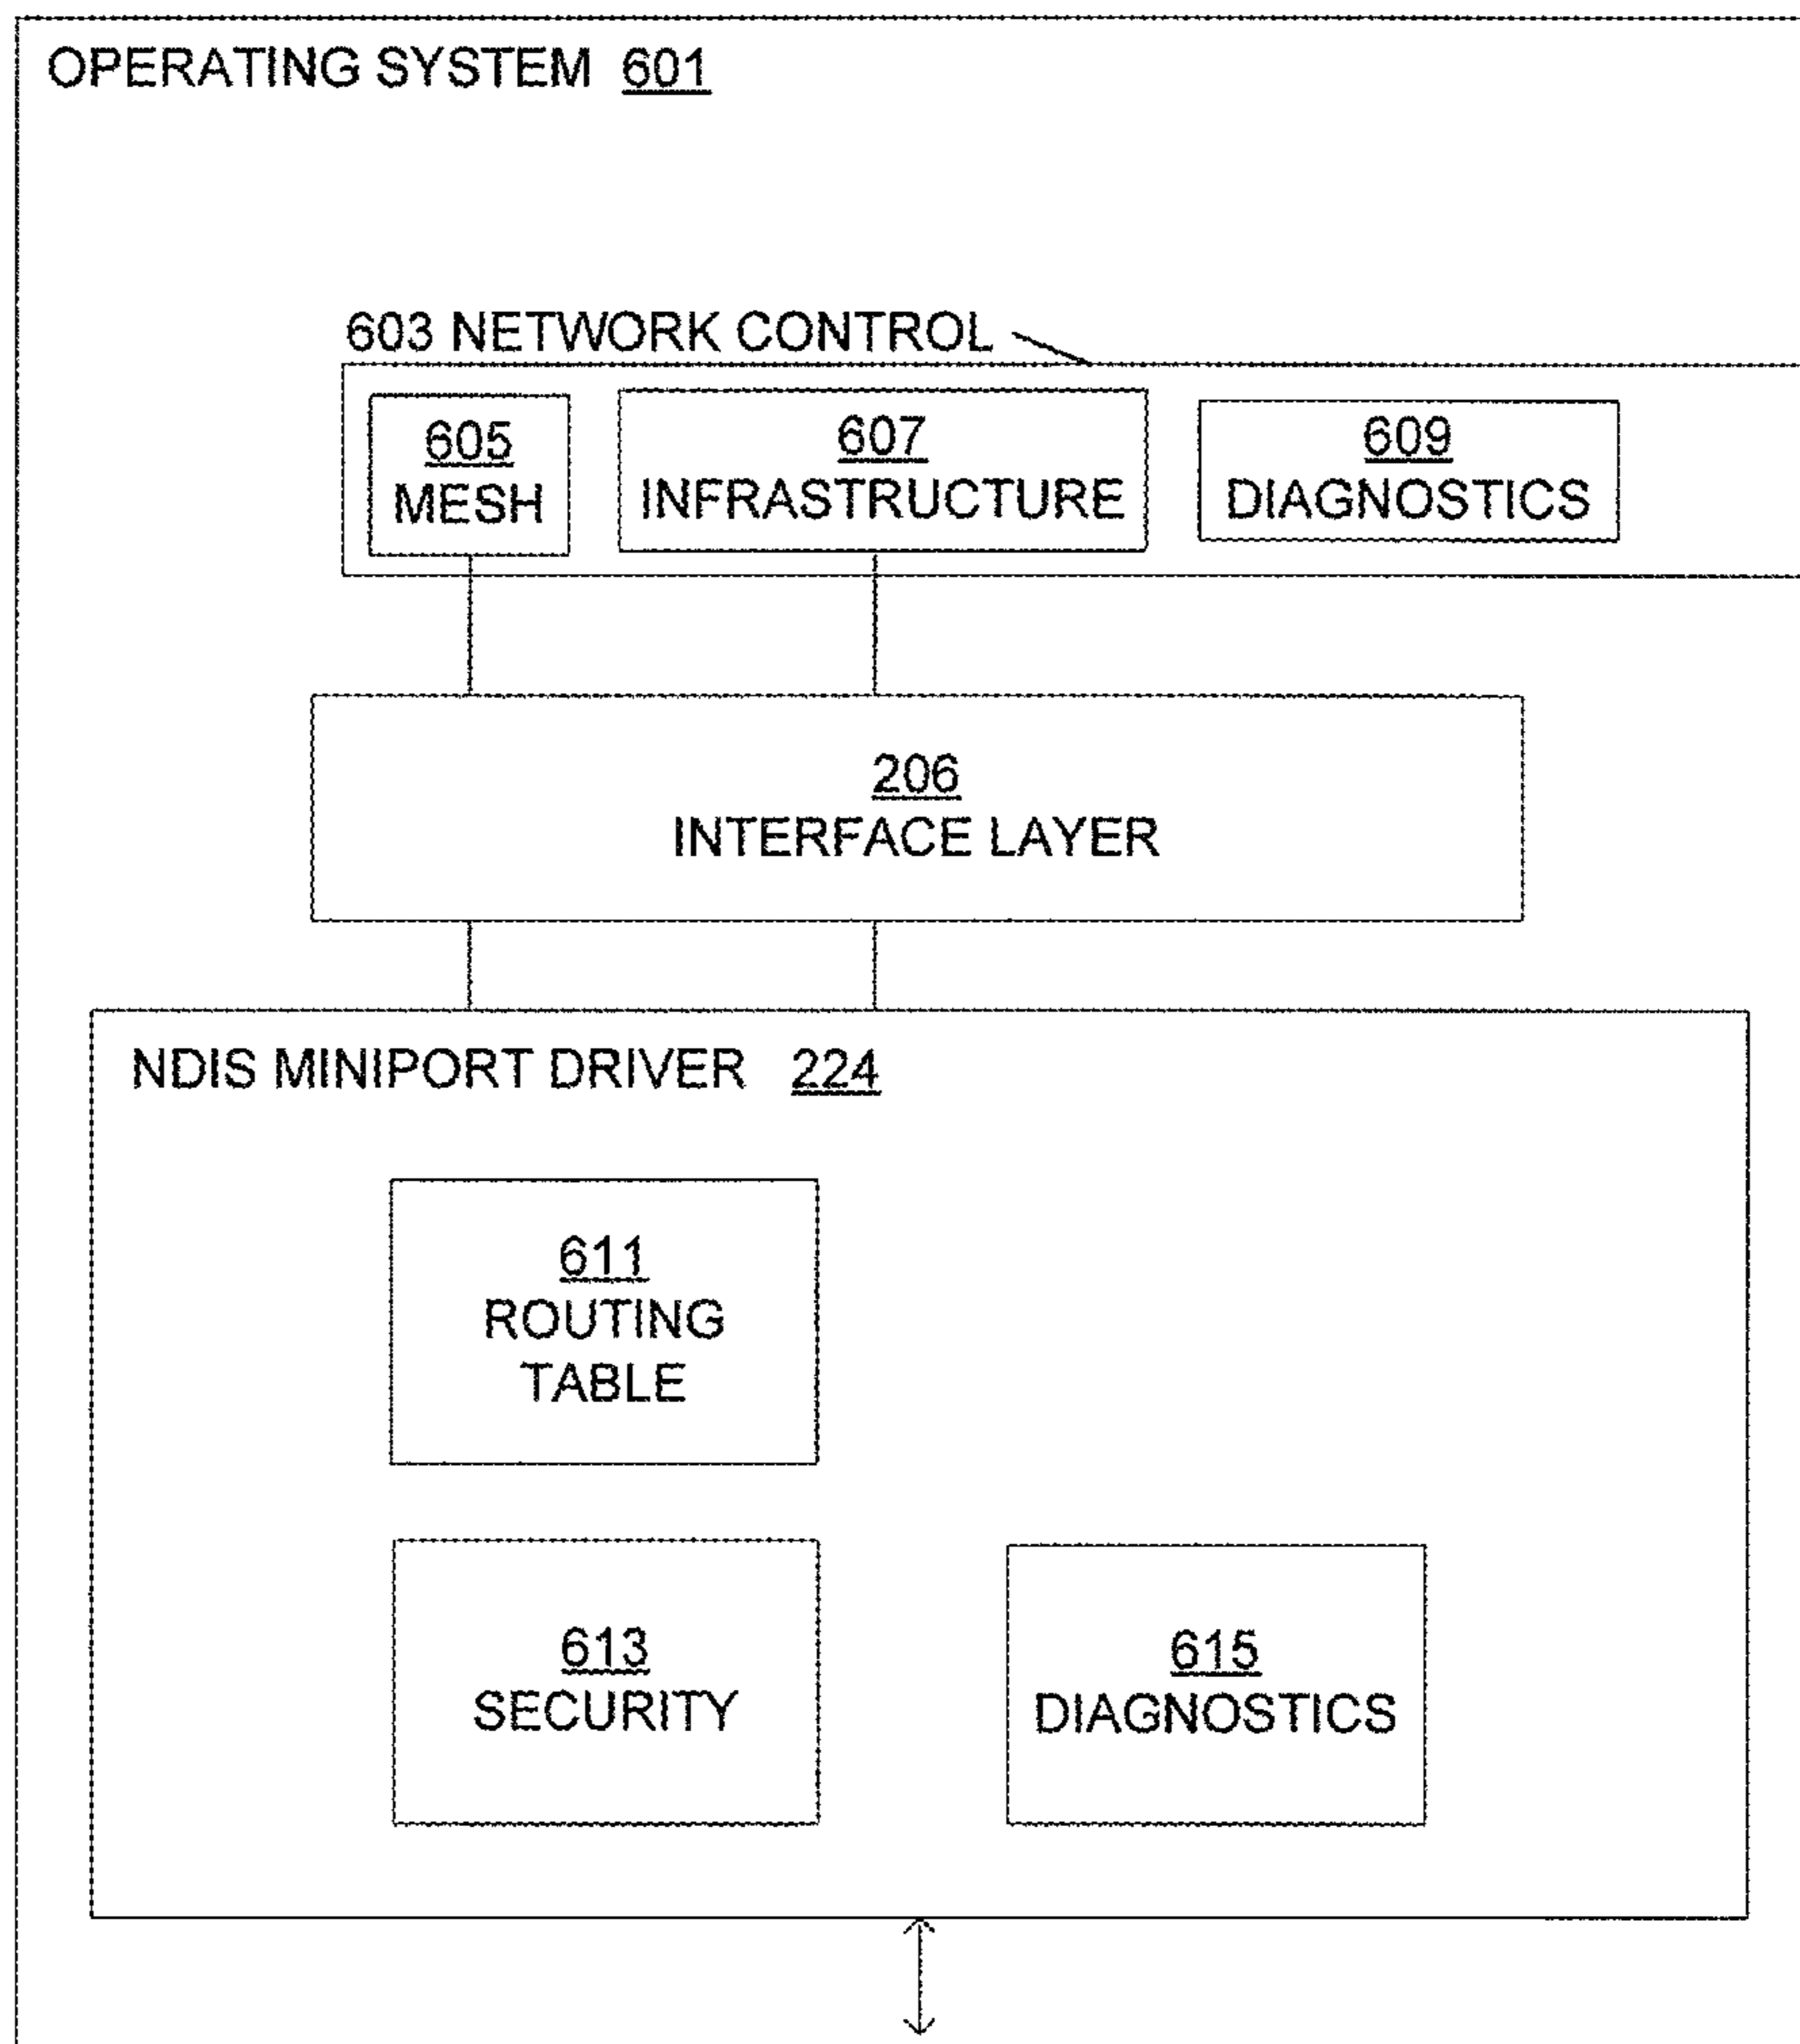 OPERATING SYSTEM 601
603 NETWORK CONTROL
605
MESH
607
INFRASTRUCTURE
609
DIAGNOSTICS
206
INTERFACE LAYER
NDIS MINIPORT DRIVER 224
611
ROUTING
TABLE
613
SECURITY
615
DIAGNOSTICS